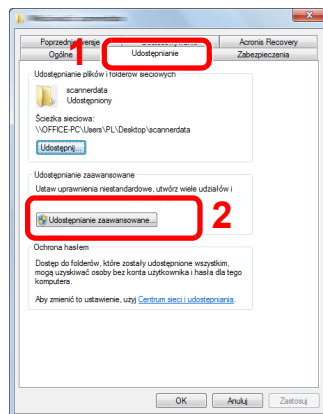 Poprzednie wersje
Acronis Recovery
Ogólne
Udostępnianie
Zabezpieczenia
1
Udostępnianie plików i folderów sieciowych
scannerdata
Udostępniony
Ścieżka sieciowa:
\\OFFICE-PC\Users\PL\Desktop\scannerdata
Udostępnij...
Udostępnianie zaawansowane
Ustaw uprawnienia niestandardowe, utwórz wiele udziałów i
Udostępnianie zaawansowane...
2
Ochrona hasłem
Dostęp do folderów, które zostały udostępnione wszystkim,
mogą uzyskiwać osoby bez konta użytkownika i hasła dla tego
komputera.
Aby zmienić to ustawienie, użyj Centrum sieci i udostępniania.
OK
Anuluj
Zastosuj